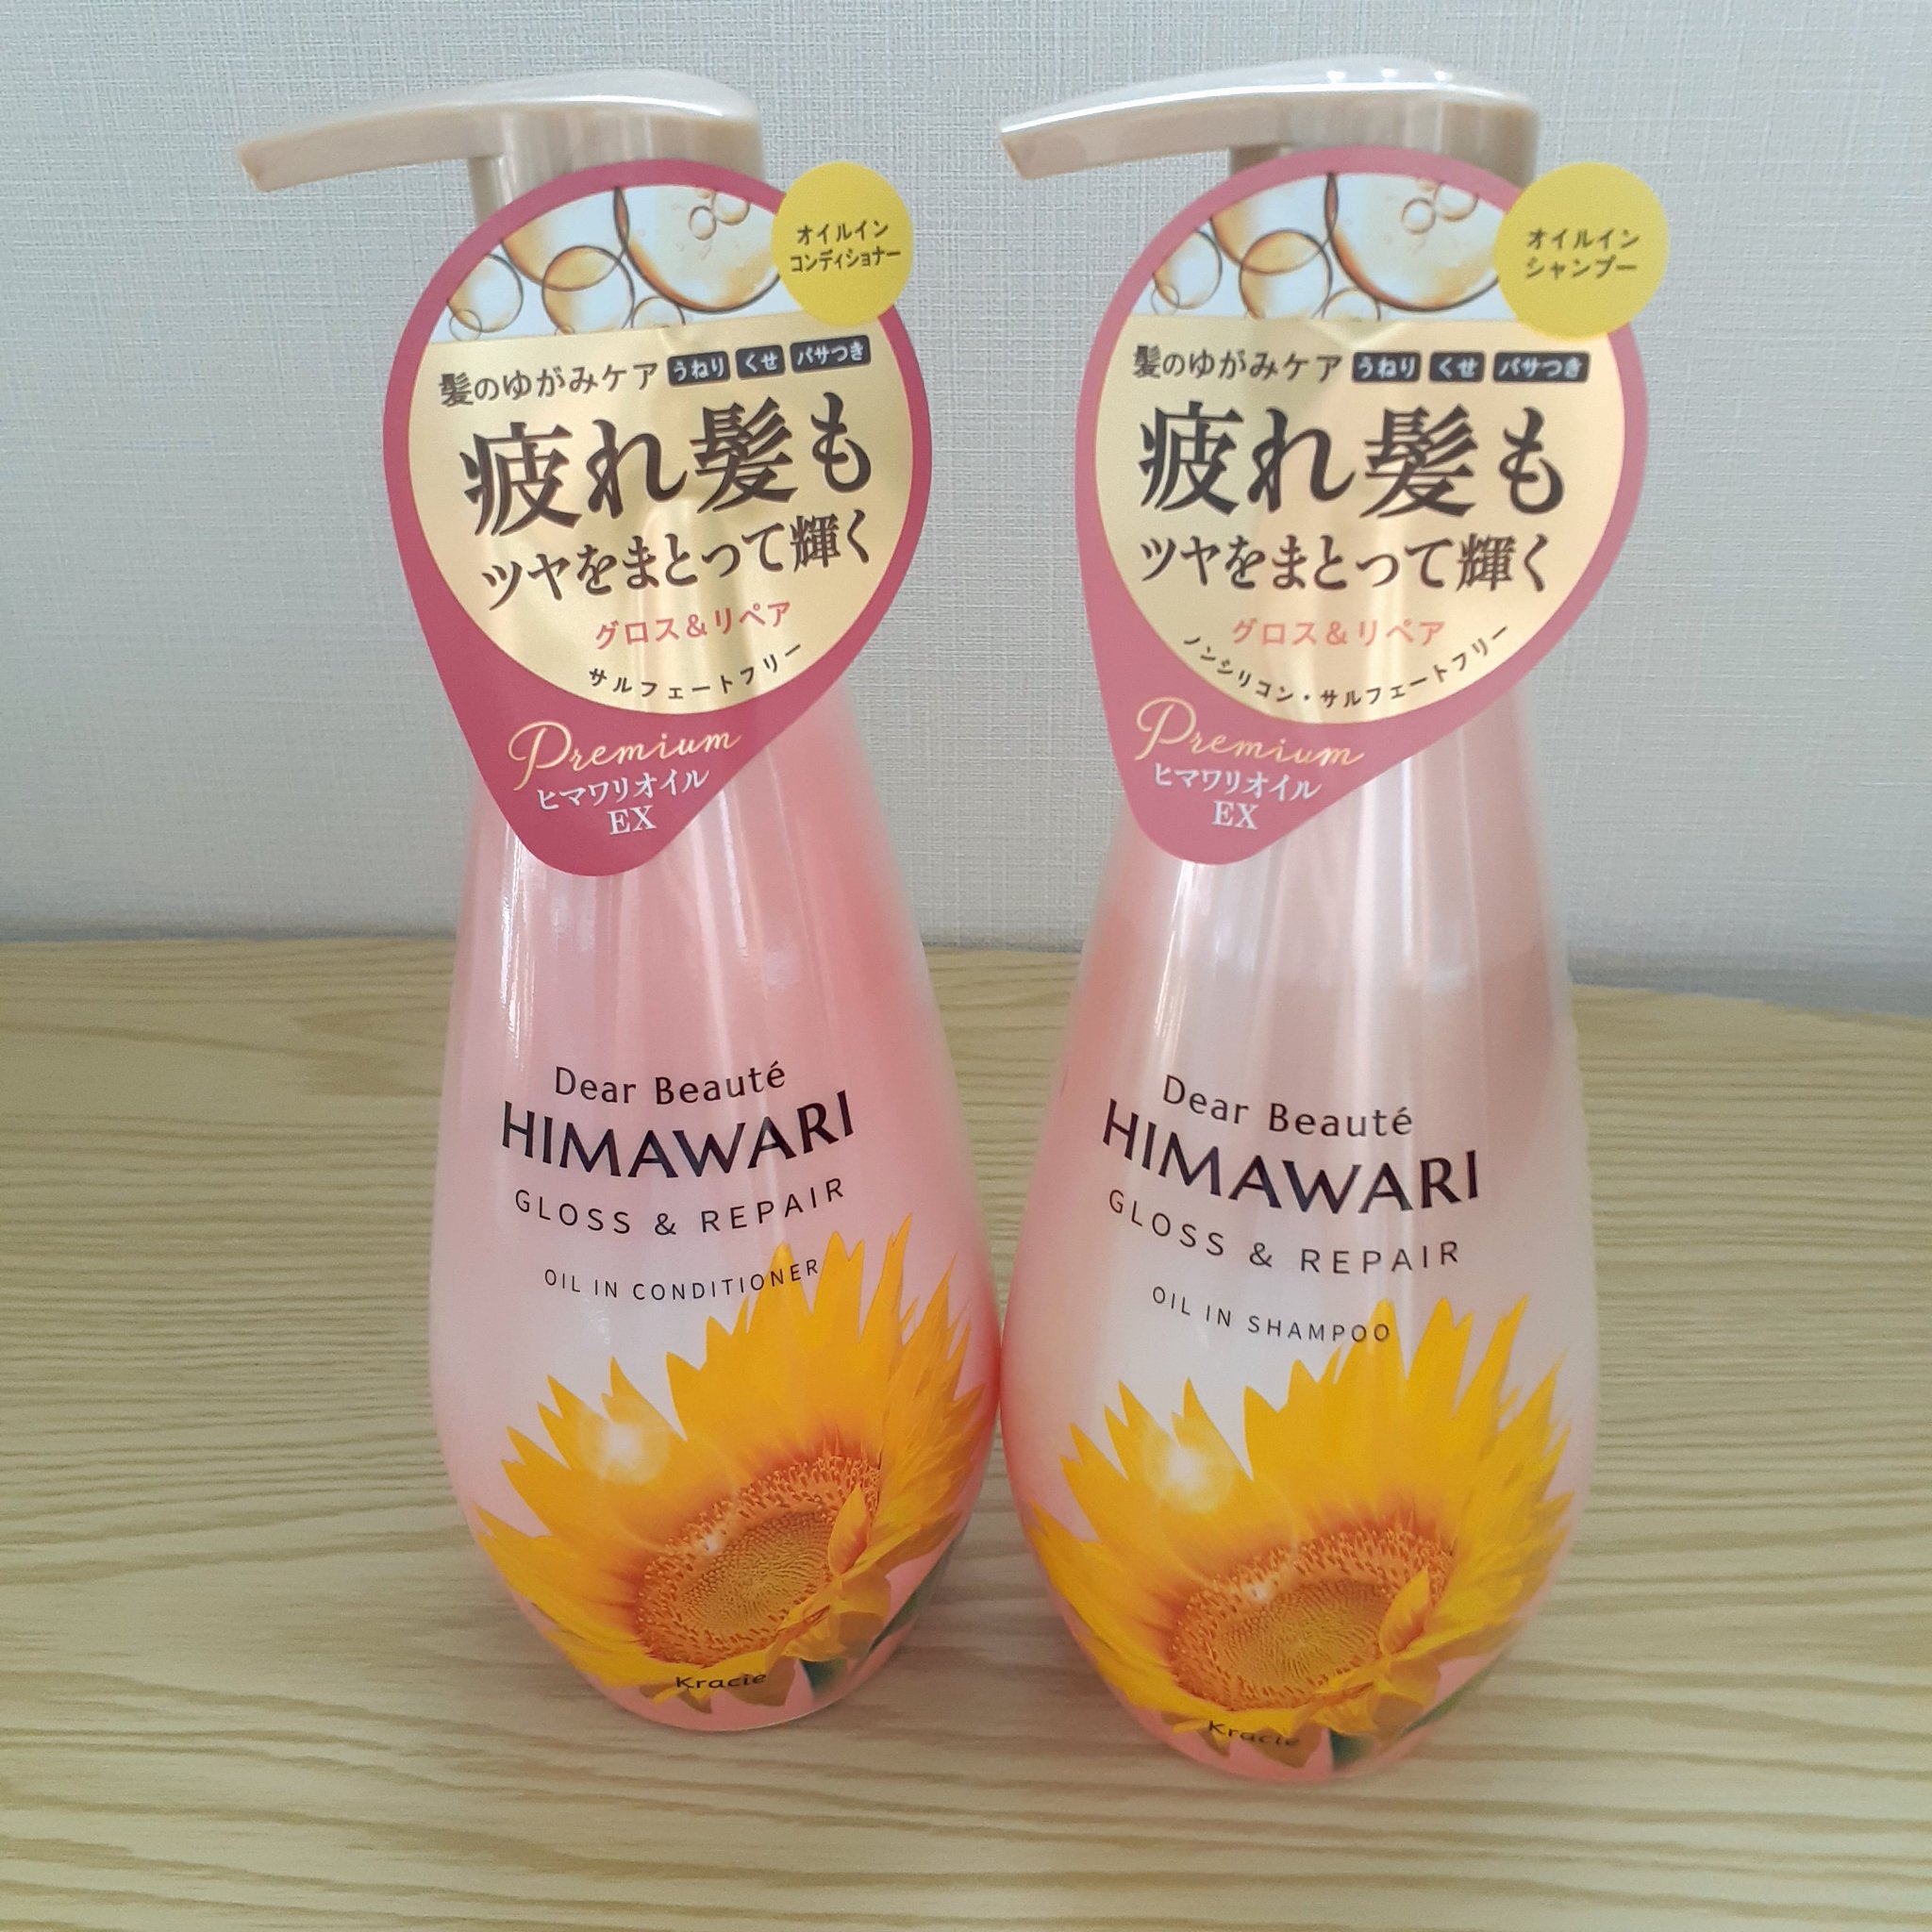 オイルイン
コンディショナー
髪のゆがみケア うねり くせ パサつき
疲れ髪も
ツヤをまとって輝く
グロス&リペア
サルフェートフリー
Premium
ヒマワリオイル
EX
Dear Beauté
HIMAWARI
GLOSS & REPAIR
OIL IN CONDITIONER
Kracie
オイルイン
シャンプー
髪のゆがみケア うねり くせ パサつき
疲れ髪も
ツヤをまとって輝く
グロス&リペア
ノンシリコン・サルフェートフリー
Premium
ヒマワリオイル
EX
Dear Beauté
HIMAWARI
GLOSS & REPAIR
OIL IN SHAMPOO
Kracie